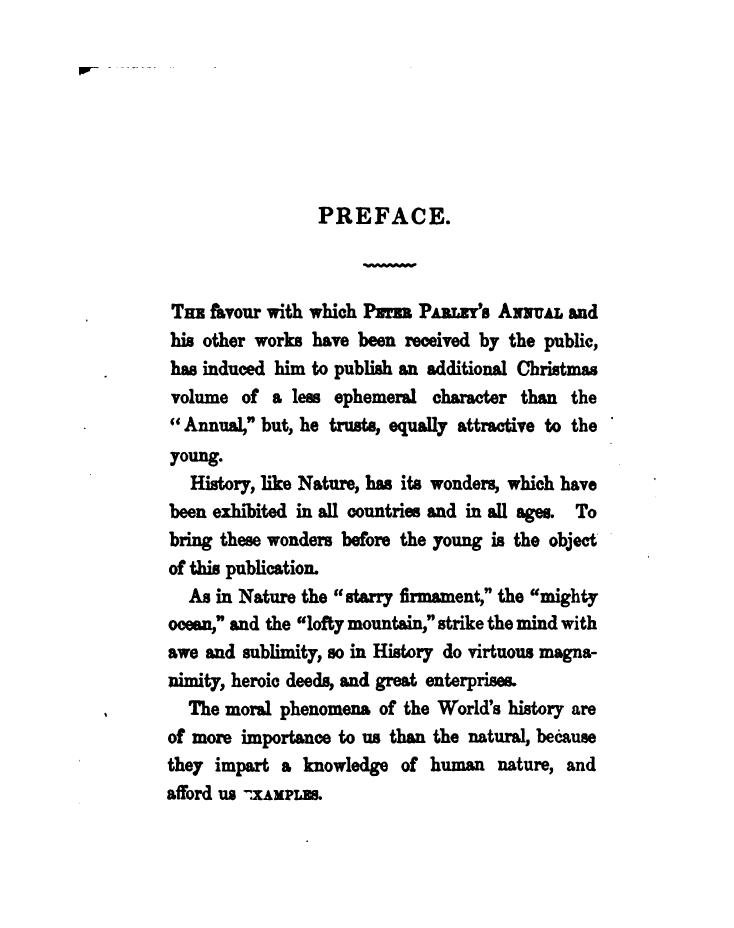 PREFACE.
THE favour with which PETER PARLEY'S ANNUAL and
his other works have been received by the public,
has induced him to publish an additional Christmas
volume of a less ephemeral character than the
"Annual," but, he trusts, equally attractive to the
young.
History, like Nature, has its wonders, which have
been exhibited in all countries and in all ages. To
bring these wonders before the young is the object
of this publication.
As in Nature the "starry firmament," the "mighty
ocean," and the "lofty mountain," strike the mind with
awe and sublimity, so in History do virtuous magna-
nimity, heroic deeds, and great enterprises.
The moral phenomena of the World's history are
of more importance to us than the natural, because
they impart a knowledge of human nature, and
afford us EXAMPLES.